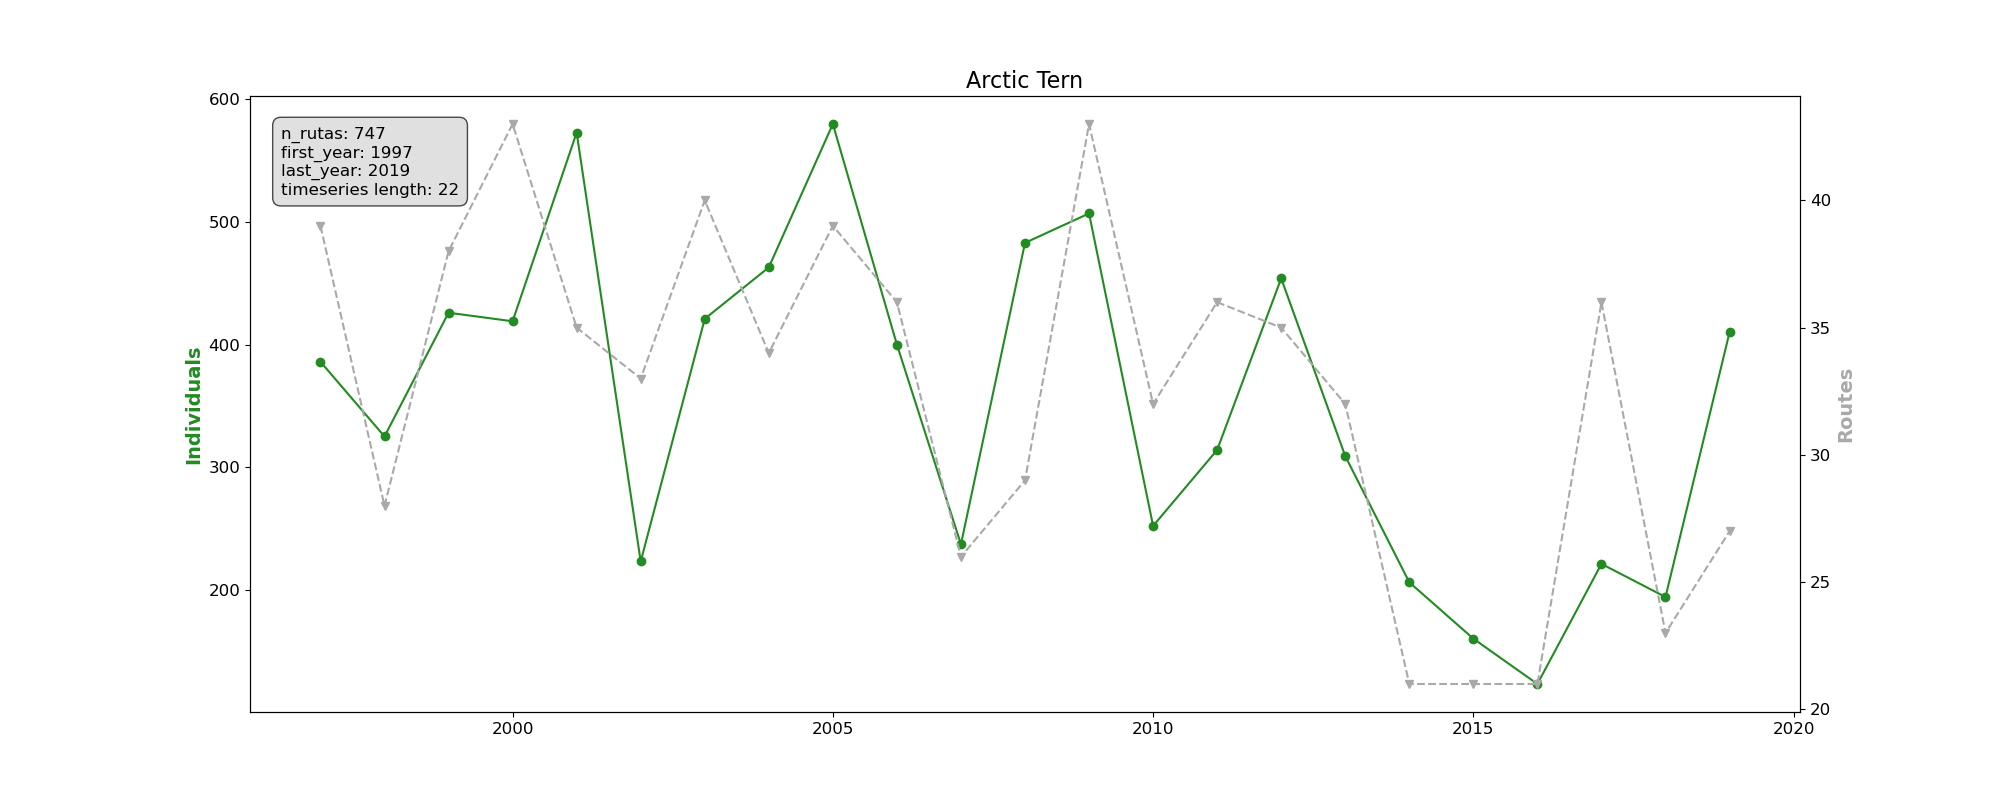 Arctic Tern
n_rutas: 747
first_year: 1997
last_year: 2019
timeseries length: 22
600
500
400
300
200
Individuals
40
35
30
25
20
Routes
2000
2005
2010
2015
2020